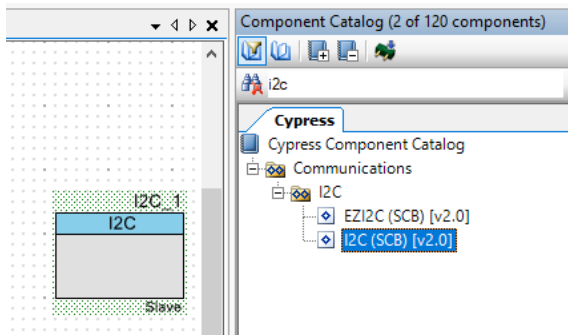 Component Catalog (2 of 120 components)
i2c
Cypress
Cypress Component Catalog
Communications
I2C
EZI2C (SCB) [v2.0]
I2C (SCB) [v2.0]
I2C_1
I2C
Slave